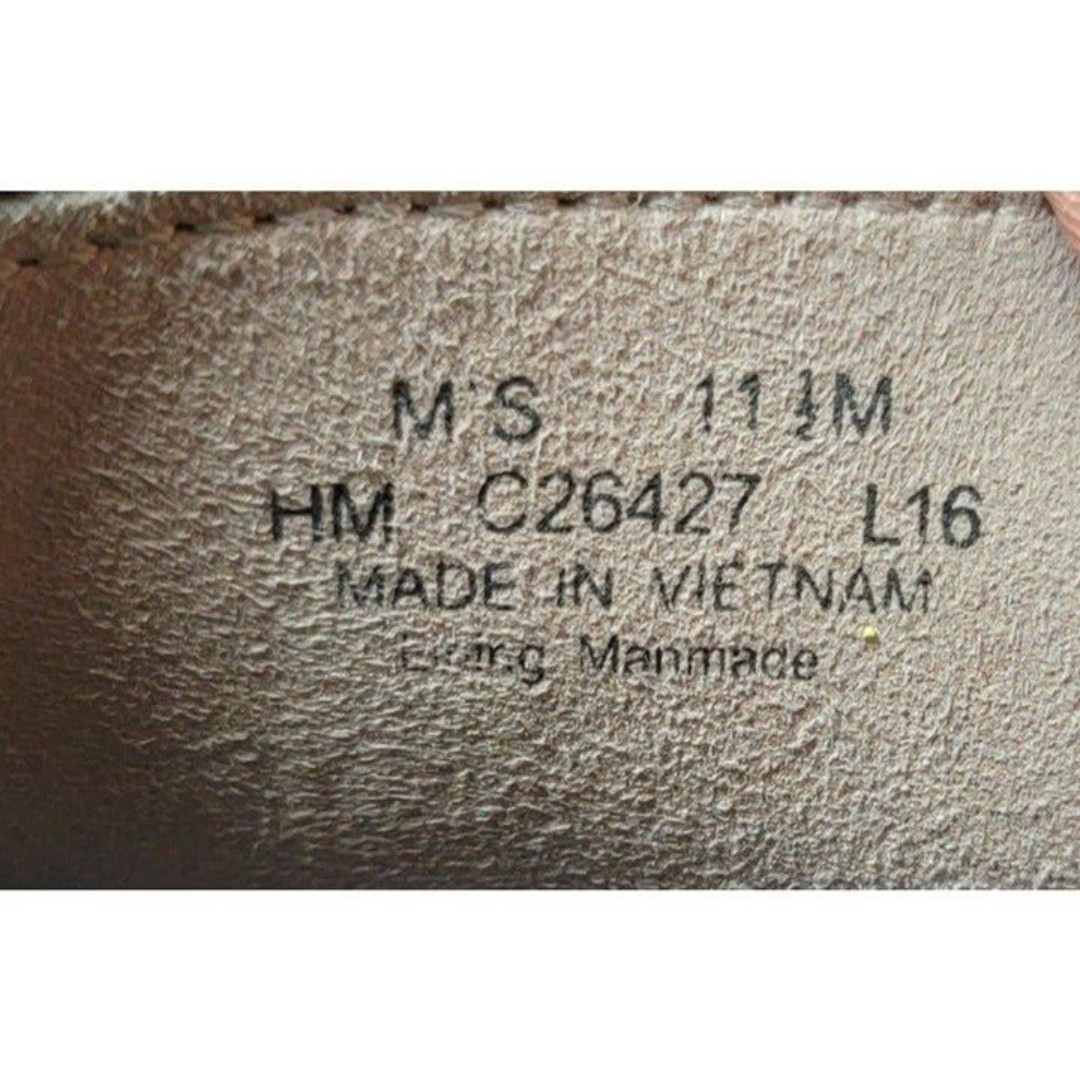 M'S 11½M
HM C26427 L16
MADE IN VIETNAM
Manmade